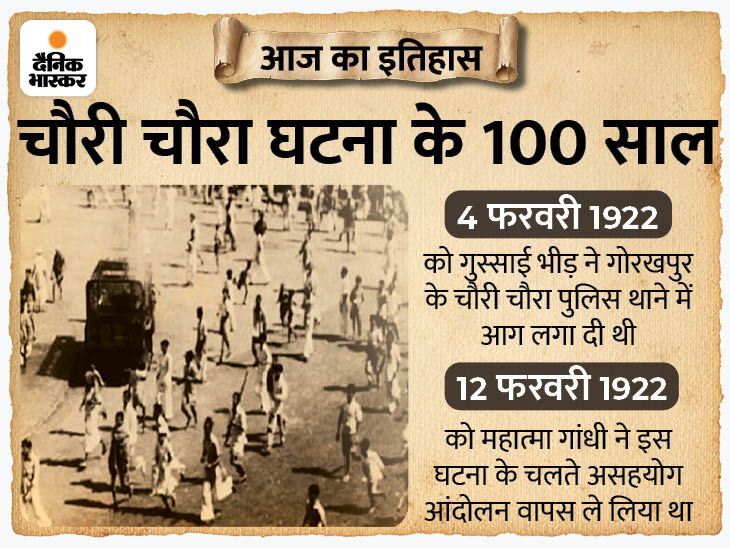 दैनिक
भास्कर
आज का इतिहास
चौरी चौरा घटना के 100 साल
4 फरवरी 1922
को गुस्साई भीड़ ने गोरखपुर
के चौरी चौरा पुलिस थाने में
आग लगा दी थी
12 फरवरी 1922
को महात्मा गांधी ने इस
घटना के चलते असहयोग
आंदोलन वापस ले लिया था